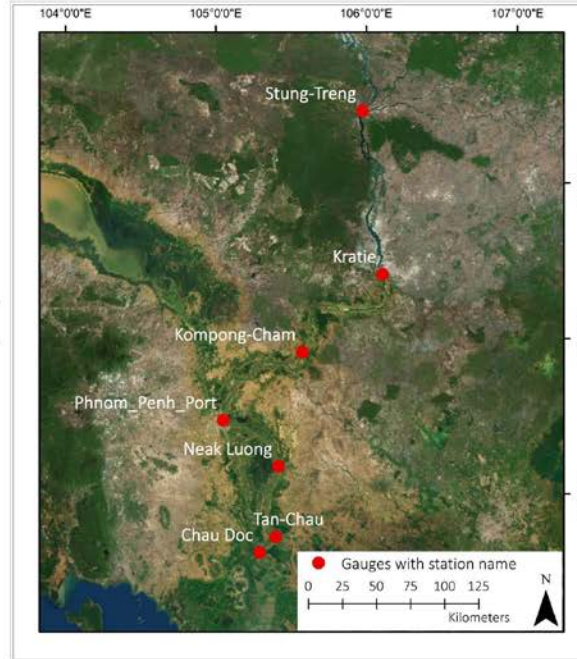 104°0'0"E 105°0'0"E 106°0'0"E 107°0'0"E
Stung-Treng
Kratie
Kompong-Cham
Phnom_Penh_Port
Neak Luong
Tan-Chau
Chau Doc
Gauges with station name
0 25 50 75 100 125
Kilometers
N